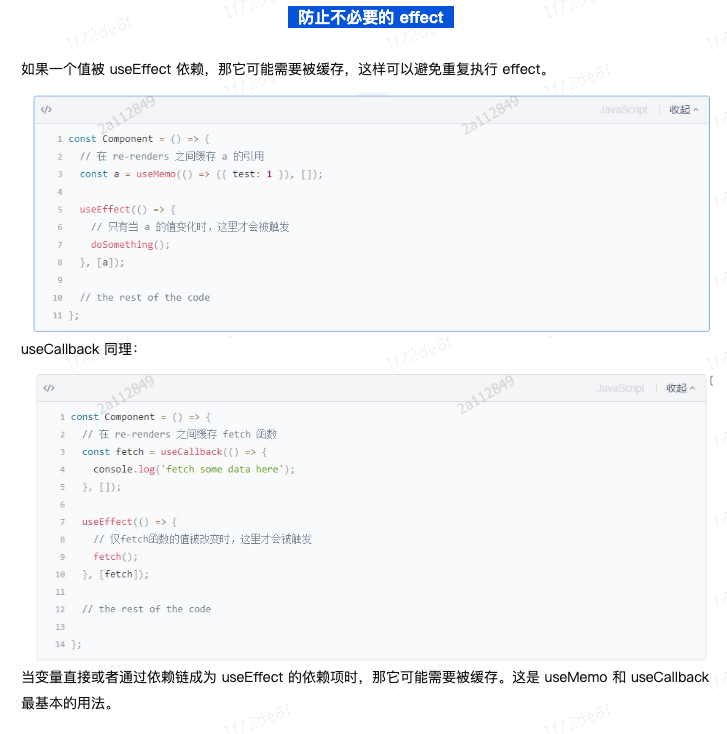 防止不必要的 effect
如果一个值被 useEffect 依赖，那它可能需要被缓存，这样可以避免重复执行 effect。
</> JavaScript | 收起
1 const Component = () => {
2 // 在 re-renders 之间缓存 a 的引用
3 const a = useMemo(() => ({ test: 1 }), []);
4
5 useEffect(() => {
6 // 只有当 a 的值变化时，这里才会被触发
7 doSomething();
8 }, [a]);
9
10 // the rest of the code
11 };
useCallback 同理：
</> JavaScript | 收起
1 const Component = () => {
2 // 在 re-renders 之间缓存 fetch 函数
3 const fetch = useCallback(() => {
4 console.log('fetch some data here');
5 }, []);
6
7 useEffect(() => {
8 // 仅fetch函数的值被改变时，这里才会被触发
9 fetch();
10 }, [fetch]);
11
12 // the rest of the code
13
14 };
当变量直接或者通过依赖链成为 useEffect 的依赖项时，那它可能需要被缓存。这是 useMemo 和 useCallback
最基本的用法。
1f72de6f
2a112849
2a112849
1f72de6f
2a112849
2a112849
1f72de6f
1f72de6f